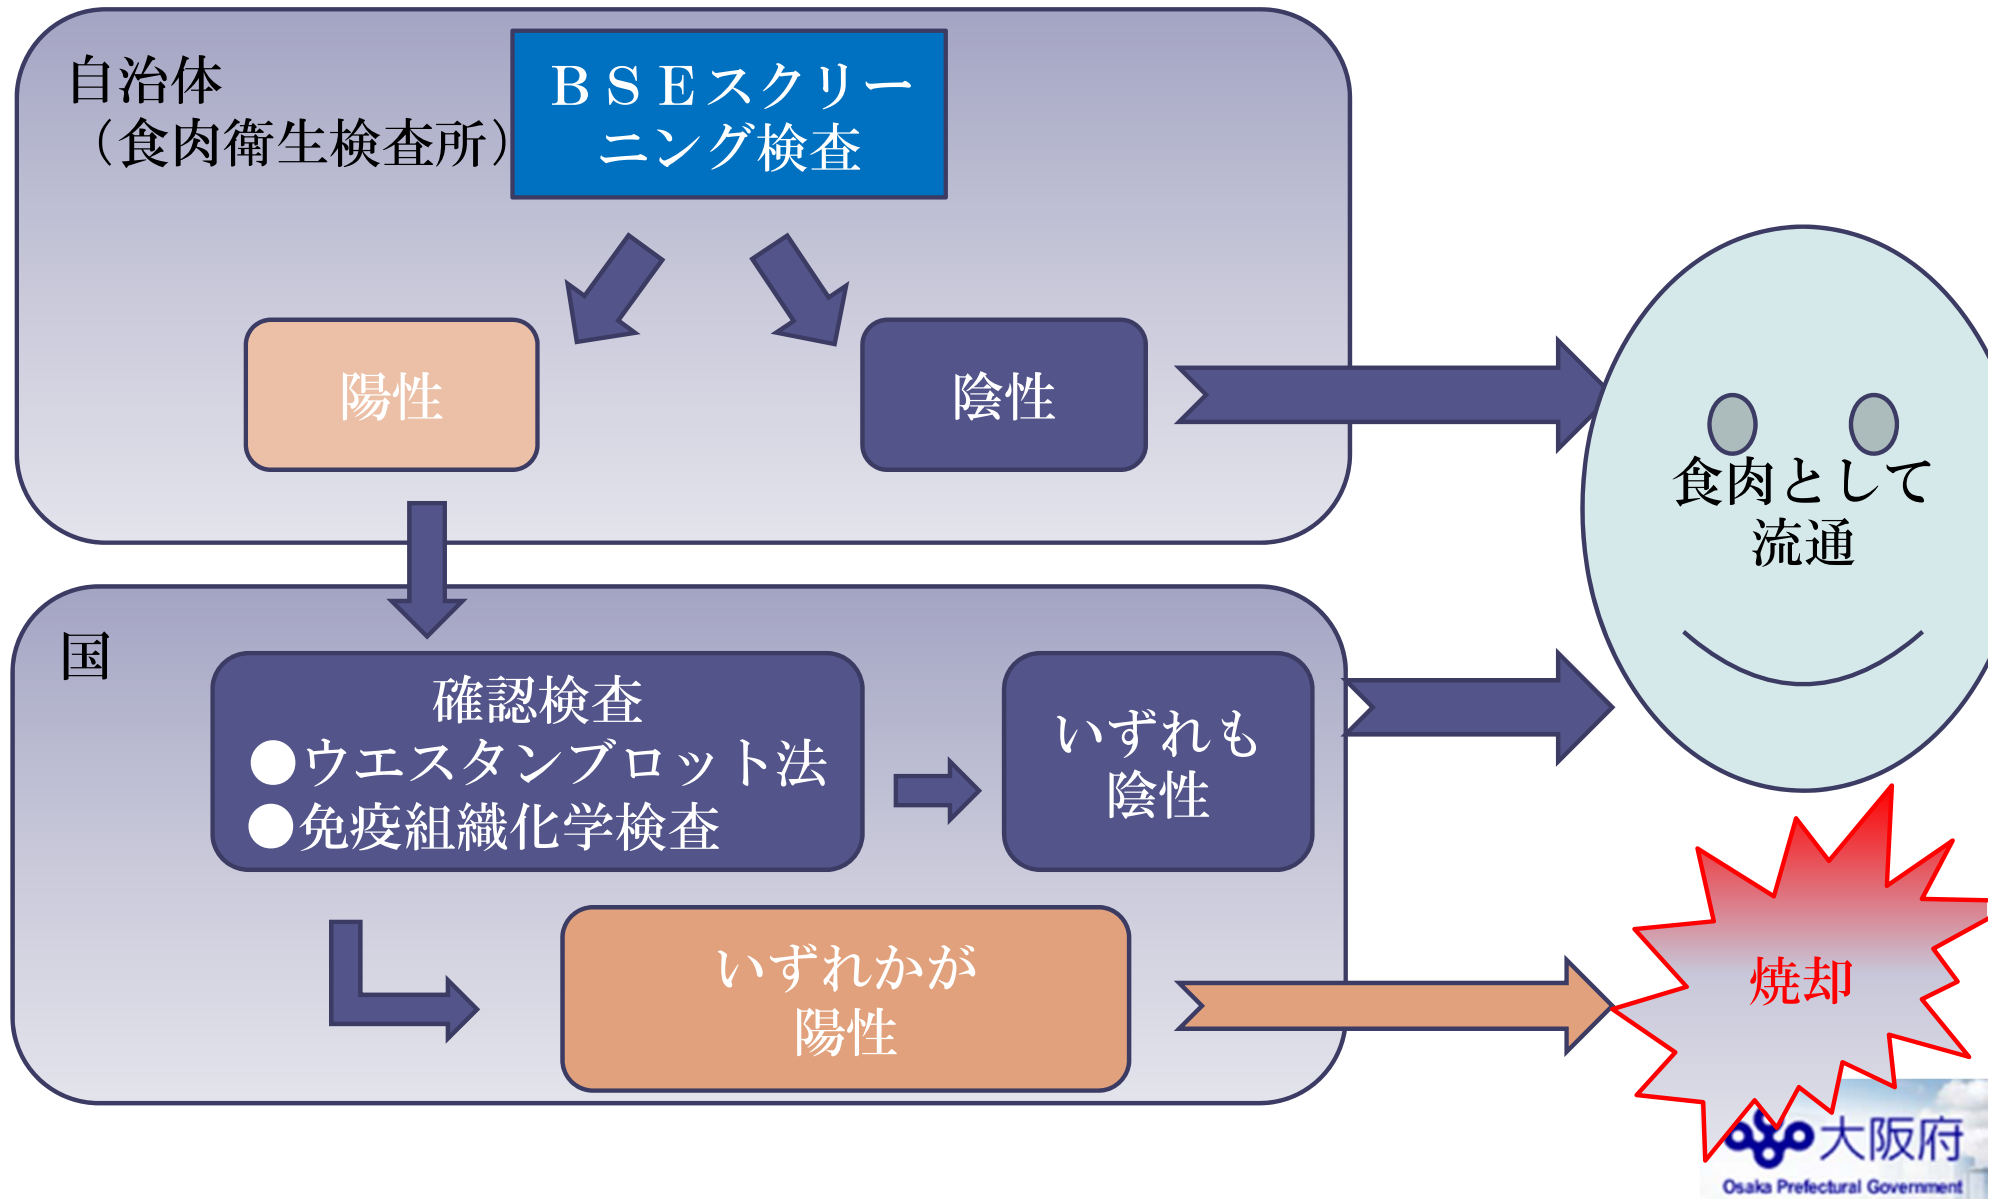 自治体
（食肉衛生検査所）
ＢＳＥスクリー
ニング検査
陽性
陰性
食肉として
流通
国
確認検査
●ウエスタンブロット法
●免疫組織化学検査
いずれも
陰性
いずれかが
陽性
焼却
大阪府
Osaka Prefectural Government